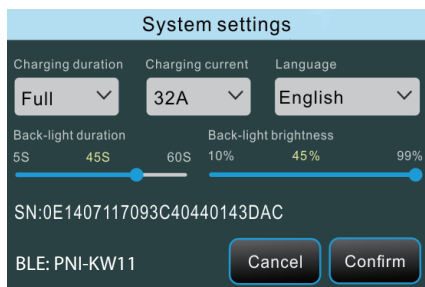 System settings
Charging duration Charging current Language
Full 32A English
Back-light duration Back-light brightness
5S 45S 60S 10% 45% 99%
SN:0E1407117093C40440143DAC
BLE: PNI-KW11 Cancel Confirm